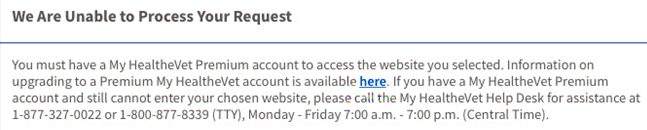 We Are Unable to Process Your Request
You must have a My HealtheVet Premium account to access the website you selected. Information on
upgrading to a Premium My HealtheVet account is available here. If you have a My HealtheVet Premium
account and still cannot enter your chosen website, please call the My HealtheVet Help Desk for assistance at
1-877-327-0022 or 1-800-877-8339 (TTY), Monday - Friday 7:00 a.m. - 7:00 p.m. (Central Time).